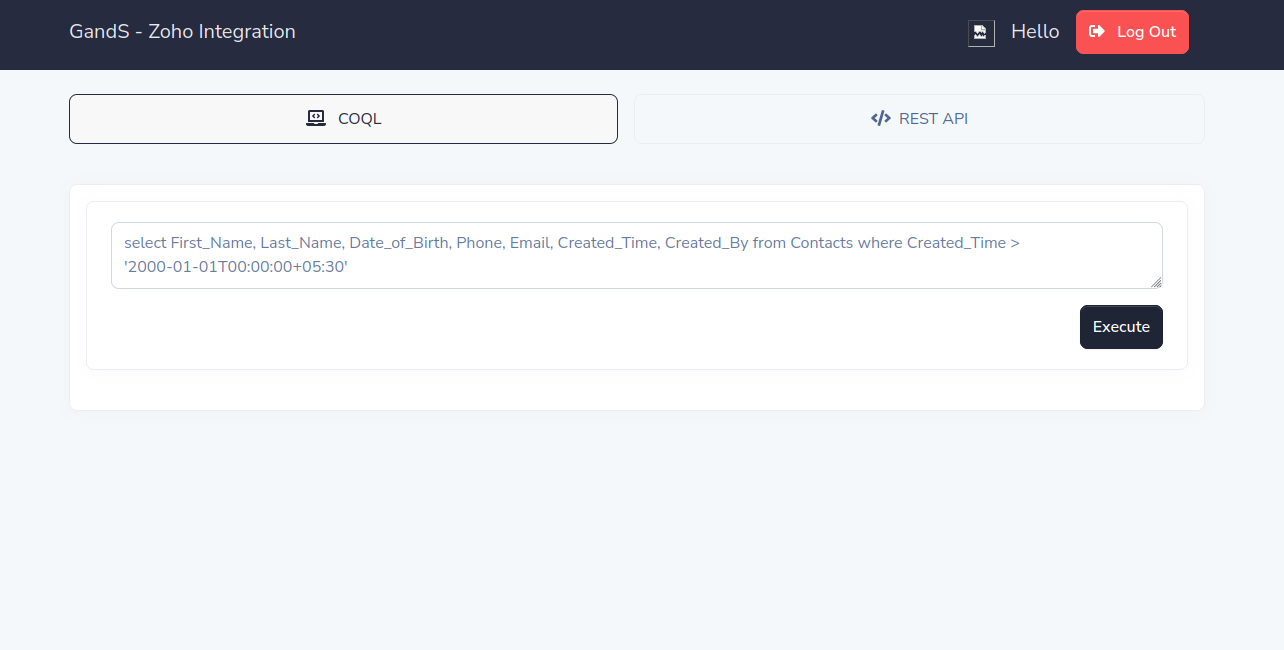 GandS - Zoho Integration
Hello
Log Out
COQL
REST API
select First_Name, Last_Name, Date_of_Birth, Phone, Email, Created_Time, Created_By from Contacts where Created_Time >
'2000-01-01T00:00:00+05:30'
Execute